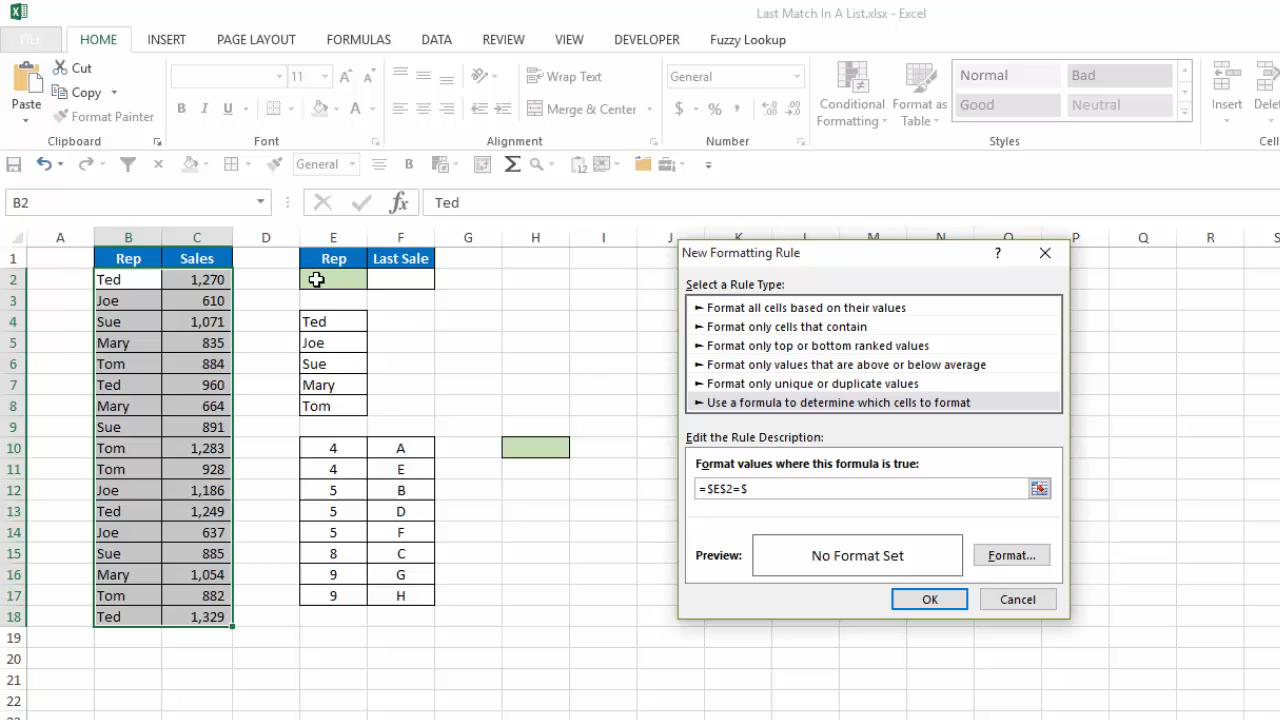 Last Match In A List.xlsx - Excel
FILE HOME INSERT PAGE LAYOUT FORMULAS DATA REVIEW VIEW DEVELOPER Fuzzy Lookup
Paste
Cut
Copy
Format Painter
Clipboard
11 A A
B I U A
Font
Wrap Text
Merge & Center
Alignment
General
$ % ,
Number
Conditional Formatting
Format as Table
Normal Bad
Good Neutral
Styles
Insert
Dele
Cell
General B Σ
B2 fx Ted
A B C D E F G H I J K L M N O P Q R S
1 Rep Sales Rep Last Sale
2 Ted 1,270
3 Joe 610
4 Sue 1,071 Ted
5 Mary 835 Joe
6 Tom 884 Sue
7 Ted 960 Mary
8 Mary 664 Tom
9 Sue 891
10 Tom 1,283 4 A
11 Tom 928 4 E
12 Joe 1,186 5 B
13 Ted 1,249 5 D
14 Joe 637 5 F
15 Sue 885 8 C
16 Mary 1,054 9 G
17 Tom 882 9 H
18 Ted 1,329
19
20
21
22
New Formatting Rule ?
Select a Rule Type:
► Format all cells based on their values
► Format only cells that contain
► Format only top or bottom ranked values
► Format only values that are above or below average
► Format only unique or duplicate values
► Use a formula to determine which cells to format
Edit the Rule Description:
Format values where this formula is true:
=$E$2=$
Preview: No Format Set Format...
OK Cancel